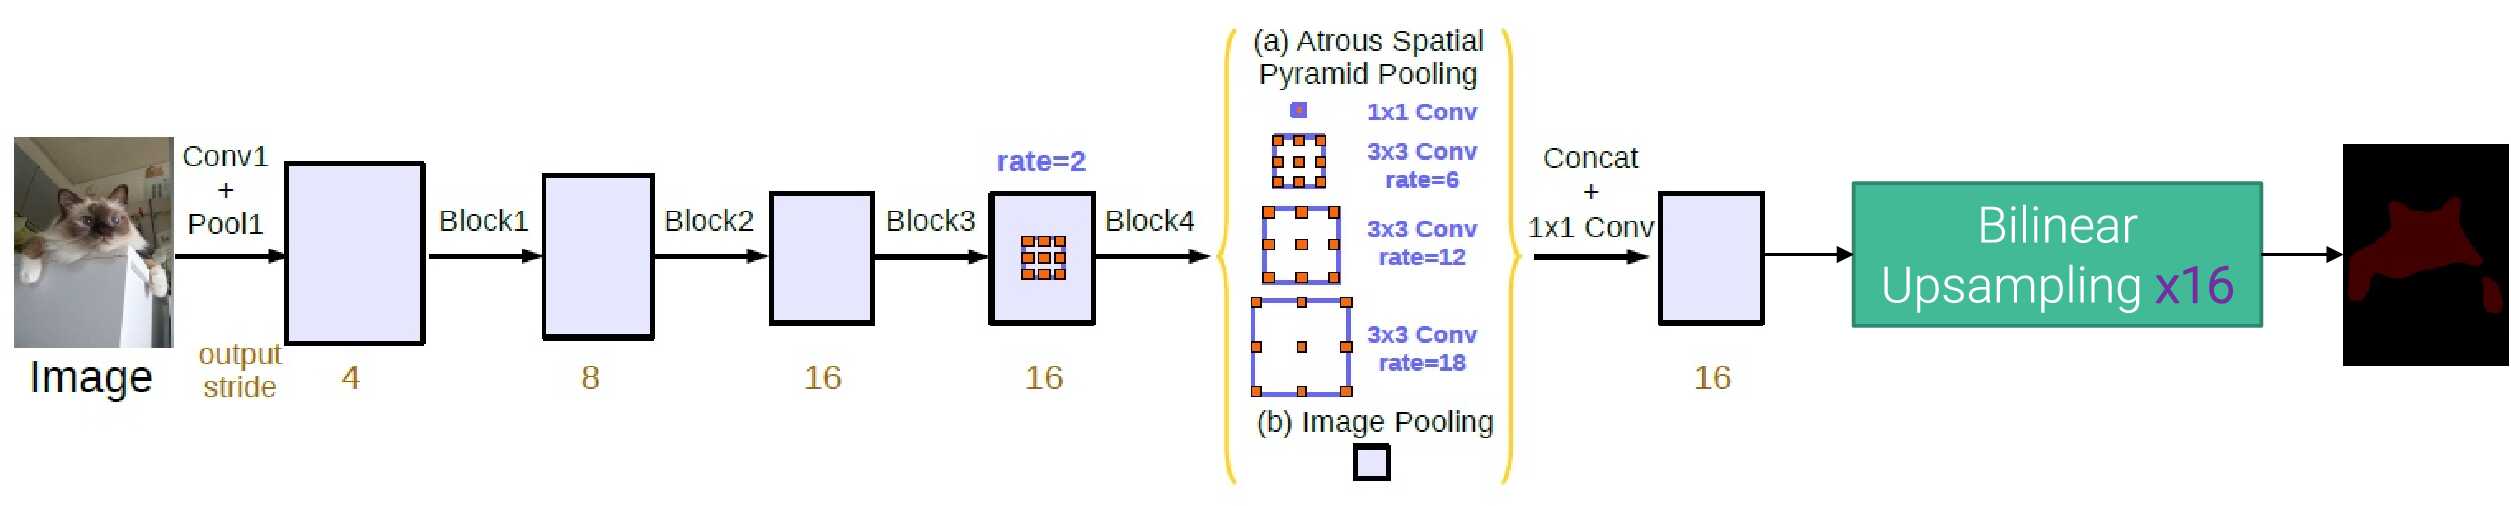 Image
Conv1
+
Pool1
output
stride
4
Block1
8
Block2
16
Block3
rate=2
16
Block4
(a) Atrous Spatial
Pyramid Pooling
1x1 Conv
3x3 Conv
rate=6
3x3 Conv
rate=12
3x3 Conv
rate=18
(b) Image Pooling
Concat
+
1x1 Conv
16
Bilinear
Upsampling x16